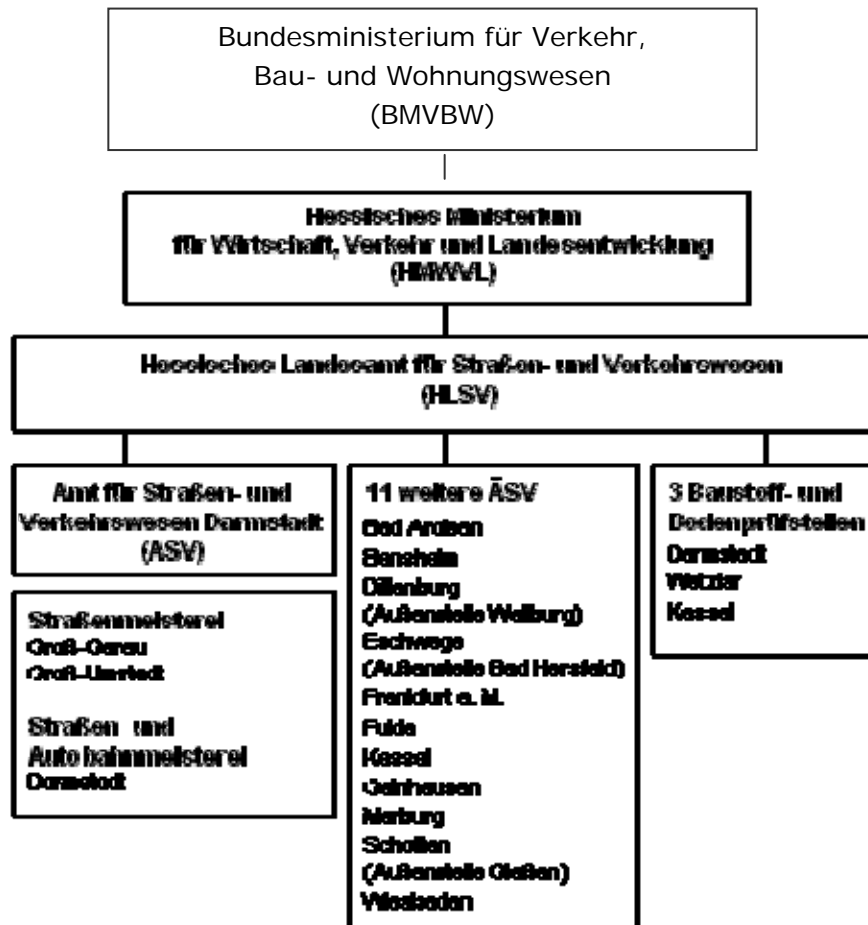 Bundesministerium für Verkehr,
Bau- und Wohnungswesen
(BMVBW)
Hessisches Ministerium
für Wirtschaft, Verkehr und Landesentwicklung
(HMWVL)
Hessisches Landesamt für Straßen- und Verkehrswesen
(HLSV)
Amt für Straßen- und
Verkehrswesen Darmstadt
(ASV)
Straßenmeisterei
Groß-Gerau
Groß-Umstadt
Straßen und
Autobahnmeisterei
Darmstadt
11 weitere ÄSV
Bad Arolsen
Bensheim
Dillenburg
(Außenstelle Weilburg)
Eschwege
(Außenstelle Bad Hersfeld)
Frankfurt a. M.
Fulda
Kassel
Gelnhausen
Marburg
Schotten
(Außenstelle Gießen)
Wiesbaden
3 Baustoff- und
Bodenprüfstellen
Darmstadt
Wetzlar
Kassel